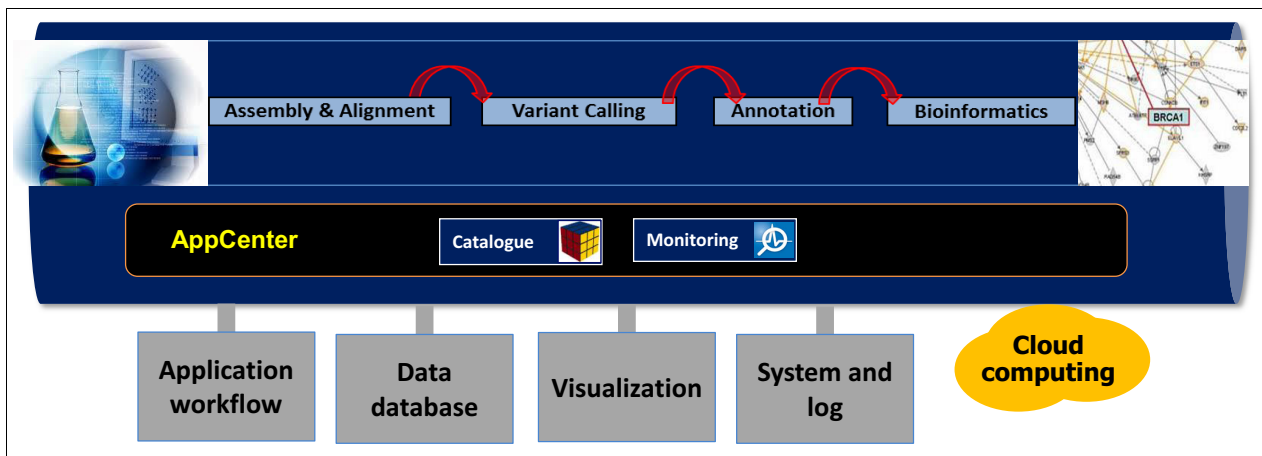 Assembly & Alignment
Variant Calling
Annotation
Bioinformatics
BRCA1
AppCenter
Catalogue
Monitoring
Application
workflow
Data
database
Visualization
System and
log
Cloud
computing